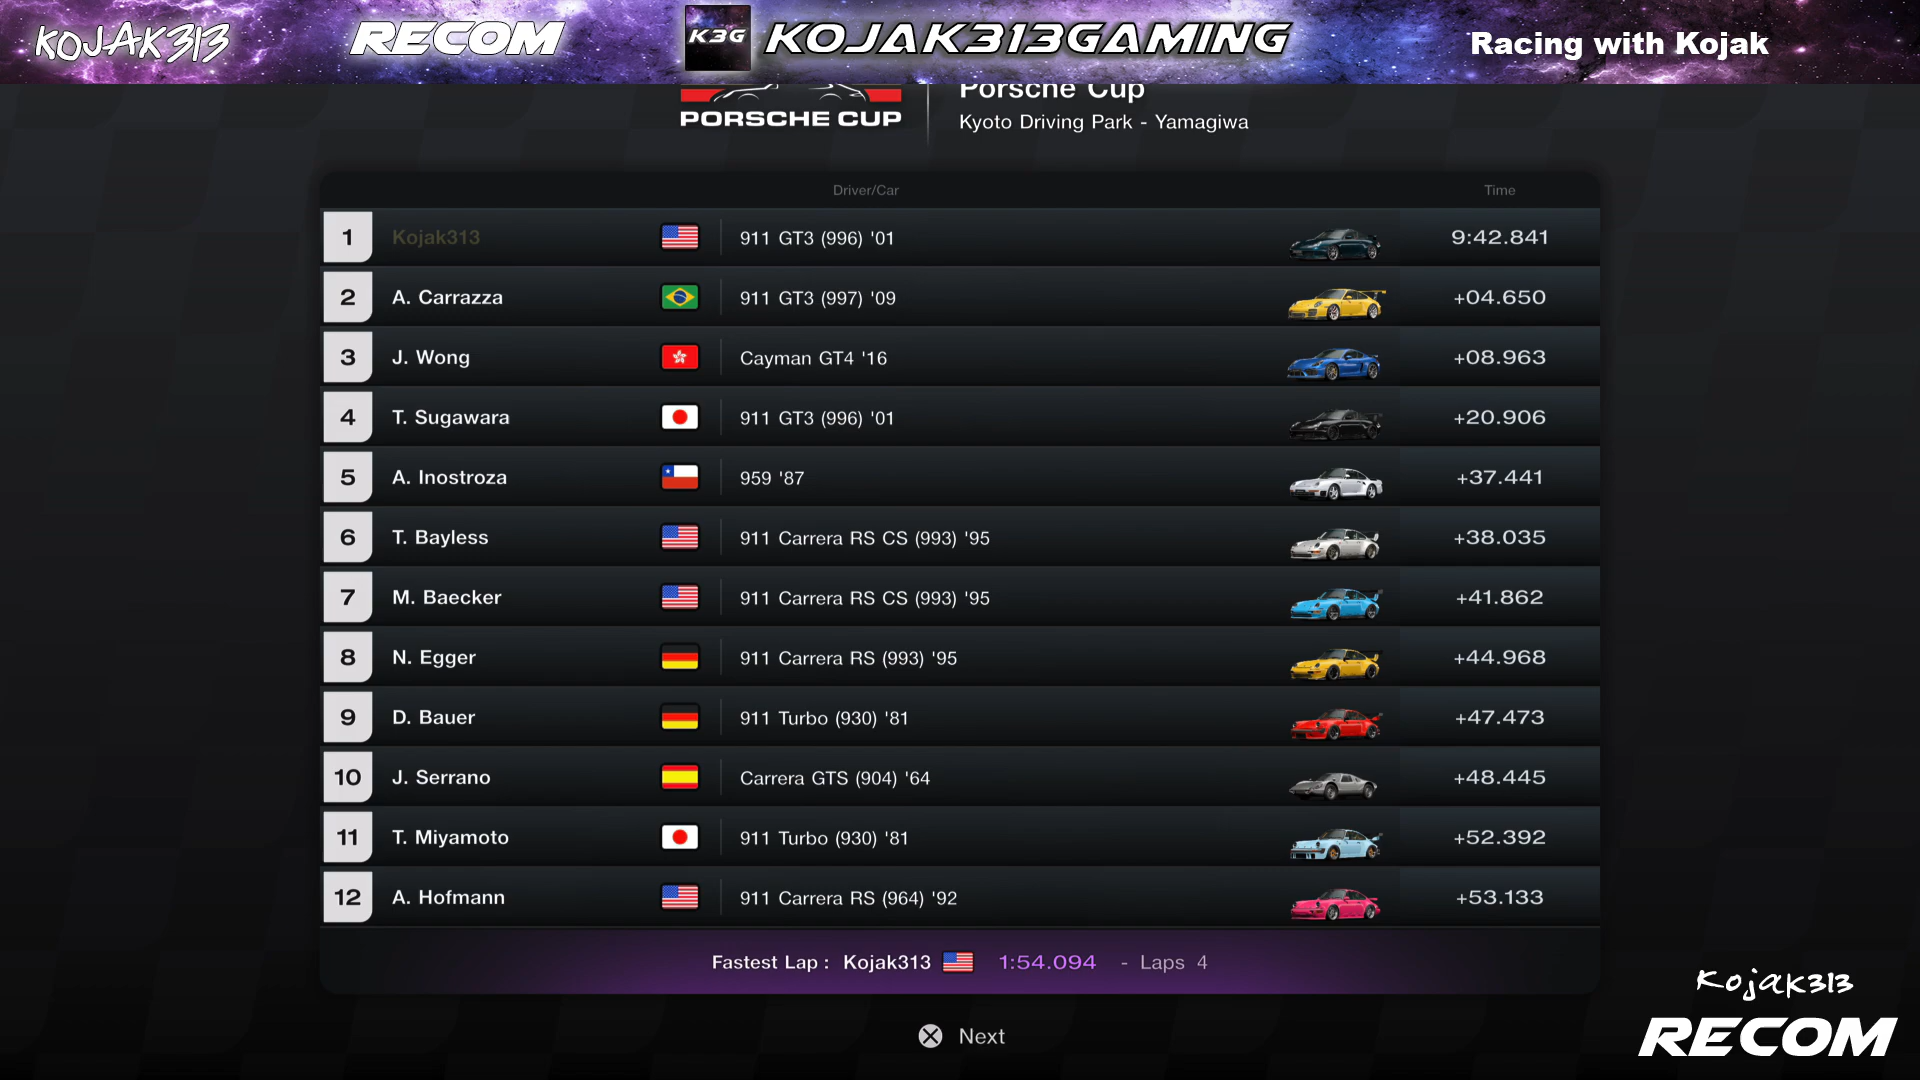 KOJAK313 RECOM K3G KOJAK313GAMING Racing with Kojak
PORSCHE CUP
Porsche Cup
Kyoto Driving Park - Yamagiwa
Driver/Car Time
1 Kojak313 911 GT3 (996) '01 9:42.841
2 A. Carrazza 911 GT3 (997) '09 +04.650
3 J. Wong Cayman GT4 '16 +08.963
4 T. Sugawara 911 GT3 (996) '01 +20.906
5 A. Inostroza 959 '87 +37.441
6 T. Bayless 911 Carrera RS CS (993) '95 +38.035
7 M. Baecker 911 Carrera RS CS (993) '95 +41.862
8 N. Egger 911 Carrera RS (993) '95 +44.968
9 D. Bauer 911 Turbo (930) '81 +47.473
10 J. Serrano Carrera GTS (904) '64 +48.445
11 T. Miyamoto 911 Turbo (930) '81 +52.392
12 A. Hofmann 911 Carrera RS (964) '92 +53.133
Fastest Lap : Kojak313 1:54.094 - Laps 4
Next
Kojak313
RECOM